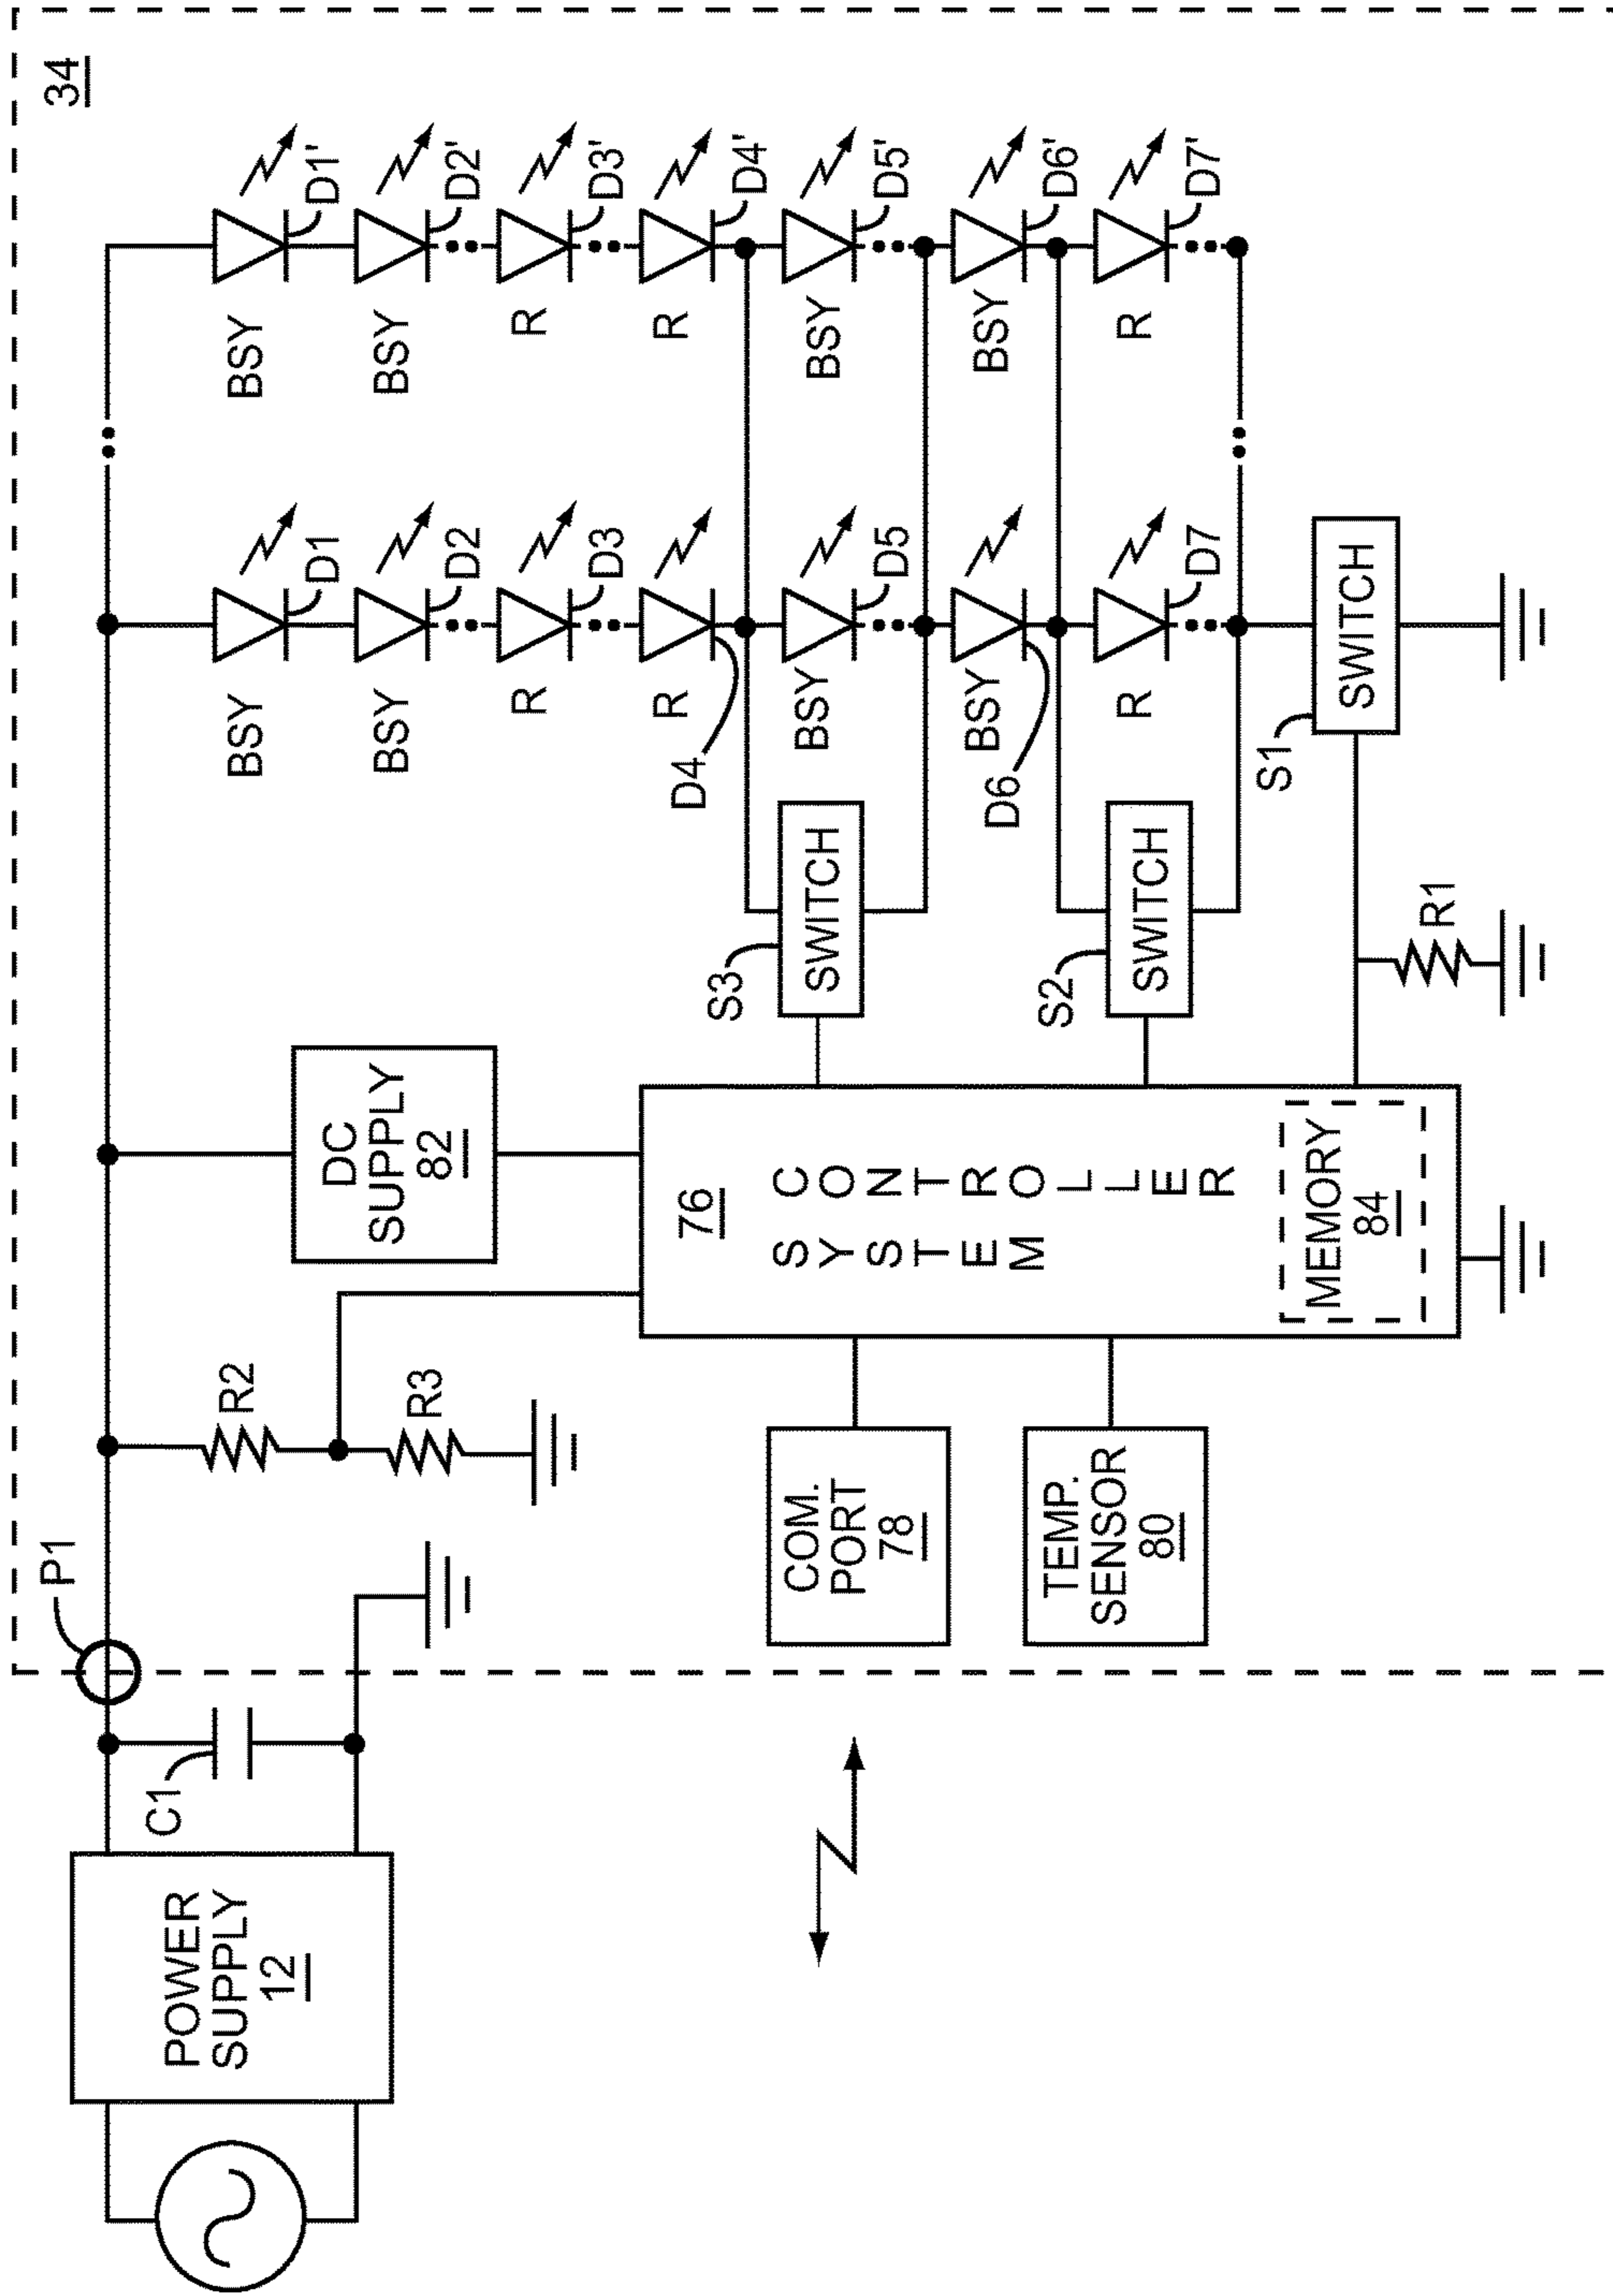 34
P1
C1
POWER
SUPPLY
12
R2
R3
DC
SUPPLY
82
BSY
D1
BSY
D1'
BSY
D2
BSY
D2'
R
D3
R
D3'
R
D4
R
D4'
76
SYSTEM
CONTROLLER
MEMORY
84
COM.
PORT
78
TEMP.
SENSOR
80
S3
SWITCH
BSY
D5
BSY
D5'
BSY
D6
BSY
D6'
S2
SWITCH
R
D7
R
D7'
S1
SWITCH
R1